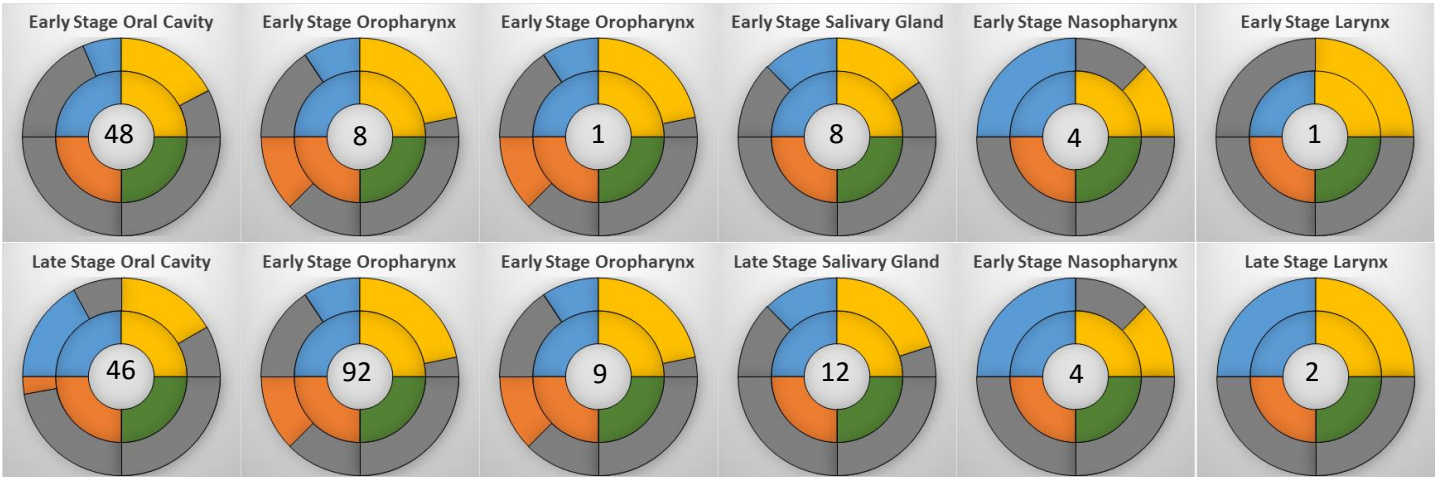 Early Stage Oral Cavity
48
Early Stage Oropharynx
8
Early Stage Oropharynx
1
Early Stage Salivary Gland
8
Early Stage Nasopharynx
4
Early Stage Larynx
1
Late Stage Oral Cavity
46
Early Stage Oropharynx
92
Early Stage Oropharynx
9
Late Stage Salivary Gland
12
Early Stage Nasopharynx
4
Late Stage Larynx
2